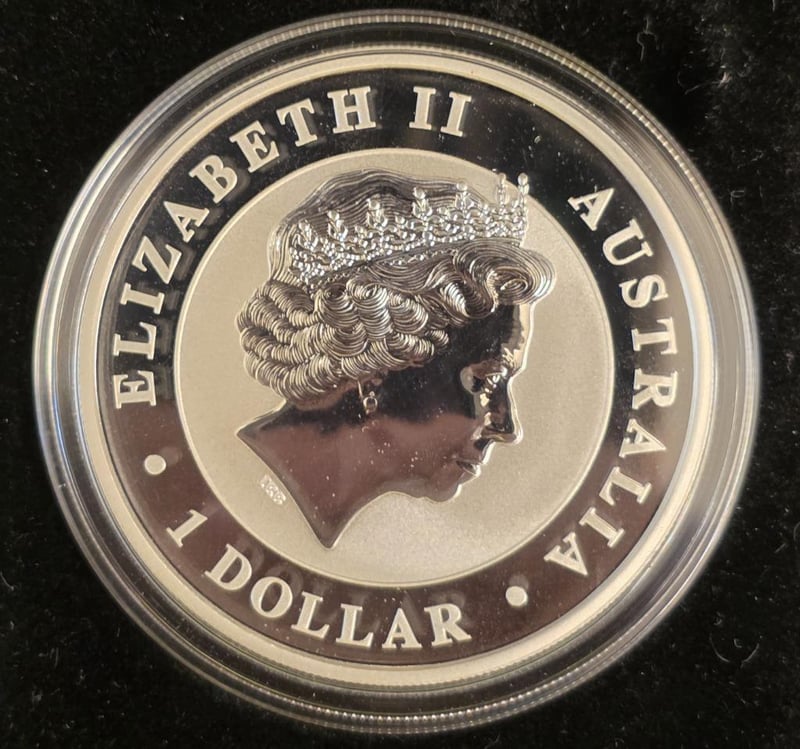 ELIZABETH II
AUSTRALIA
1 DOLLAR